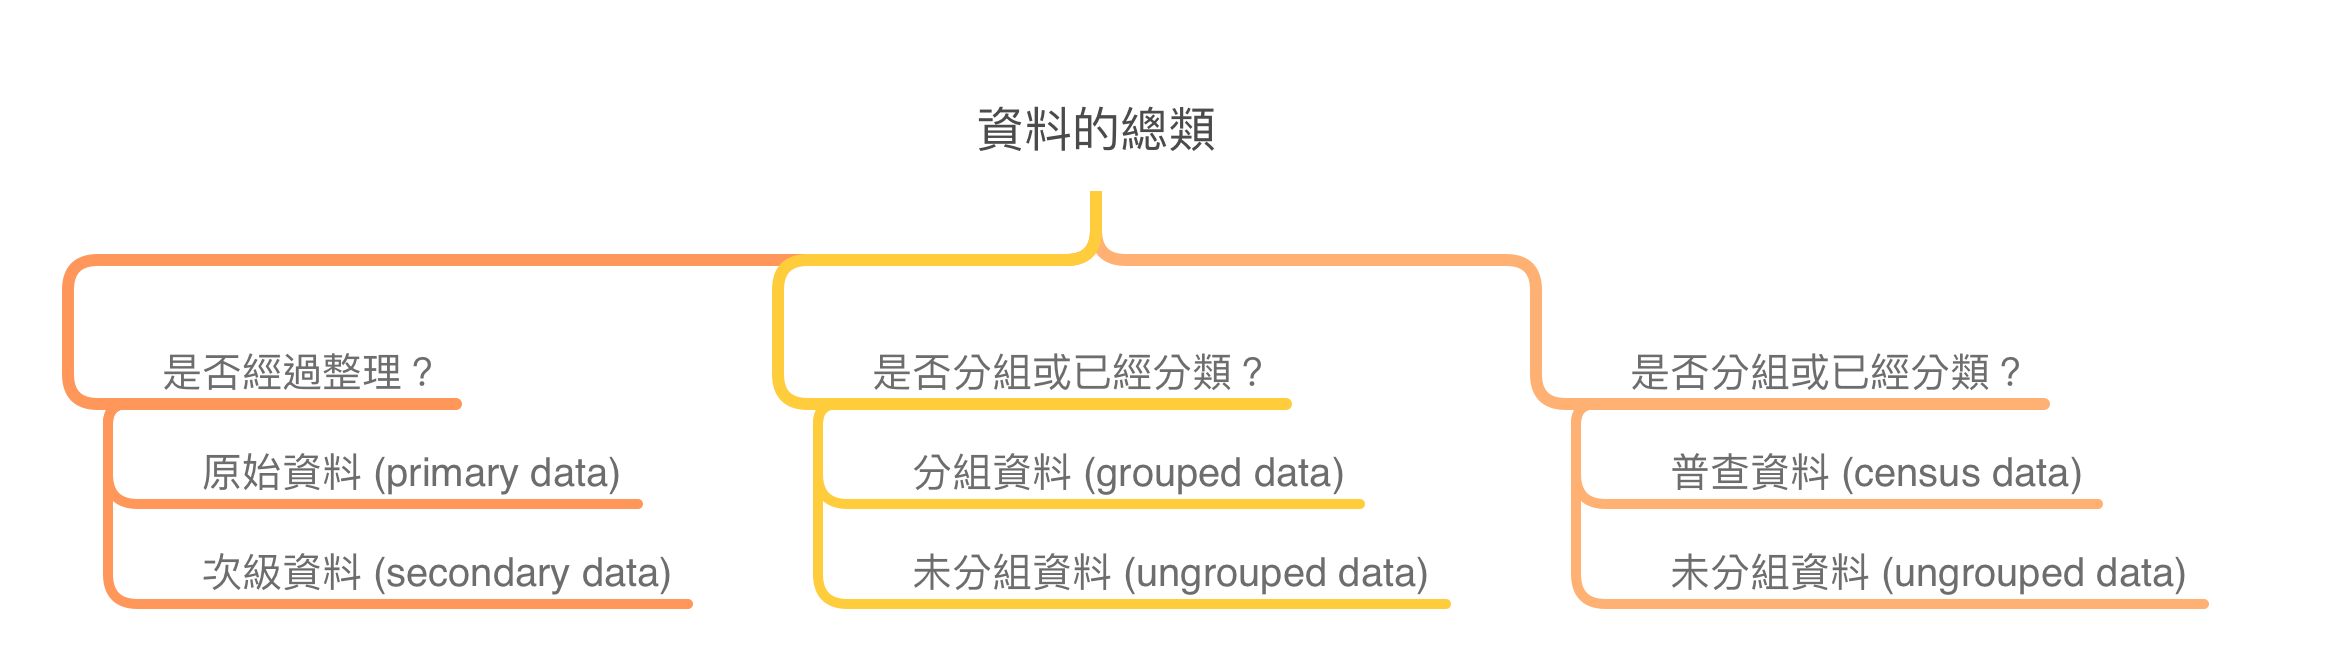 資料的總類
是否經過整理？
原始資料 (primary data)
次級資料 (secondary data)
是否分組或已經分類？
分組資料 (grouped data)
未分組資料 (ungrouped data)
是否分組或已經分類？
普查資料 (census data)
未分組資料 (ungrouped data)